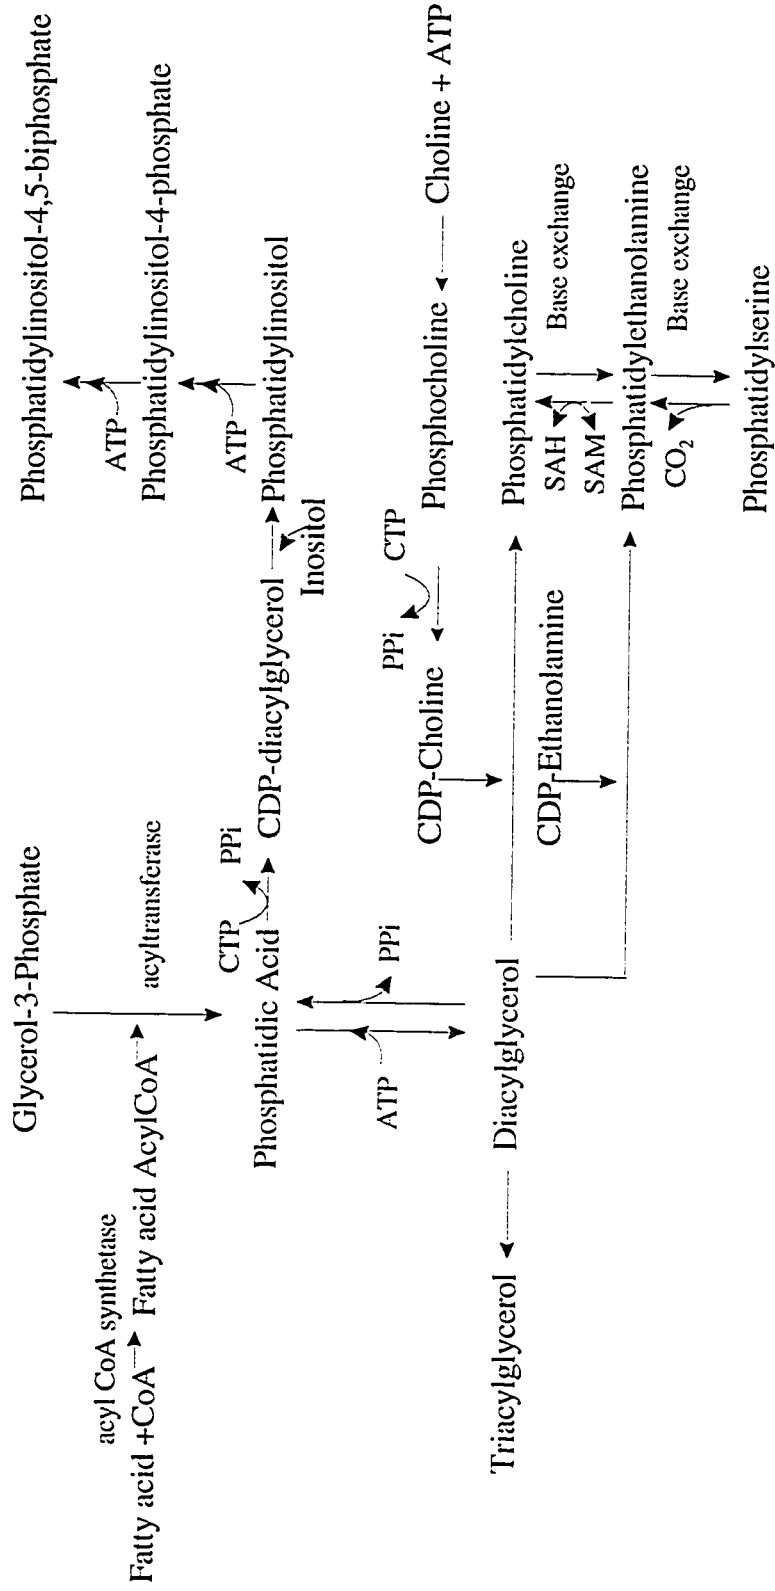 Glycerol-3-Phosphate
acyl CoA synthetase
Fatty acid +CoA
Fatty acid AcylCoA
acyltransferase
Phosphatidylinositol-4,5-biphosphate
ATP
Phosphatidylinositol-4-phosphate
ATP
CTP
PPi
Phosphatidic Acid
CDP-diacylglycerol
Phosphatidylinositol
Inositol
ATP
PPi
PPi
CTP
CDP-Choline
Phosphocholine
Choline + ATP
Triacylglycerol
Diacylglycerol
Phosphatidylcholine
CDP-Ethanolamine
SAH
SAM
Base exchange
Phosphatidylethanolamine
CO2
Base exchange
Phosphatidylserine